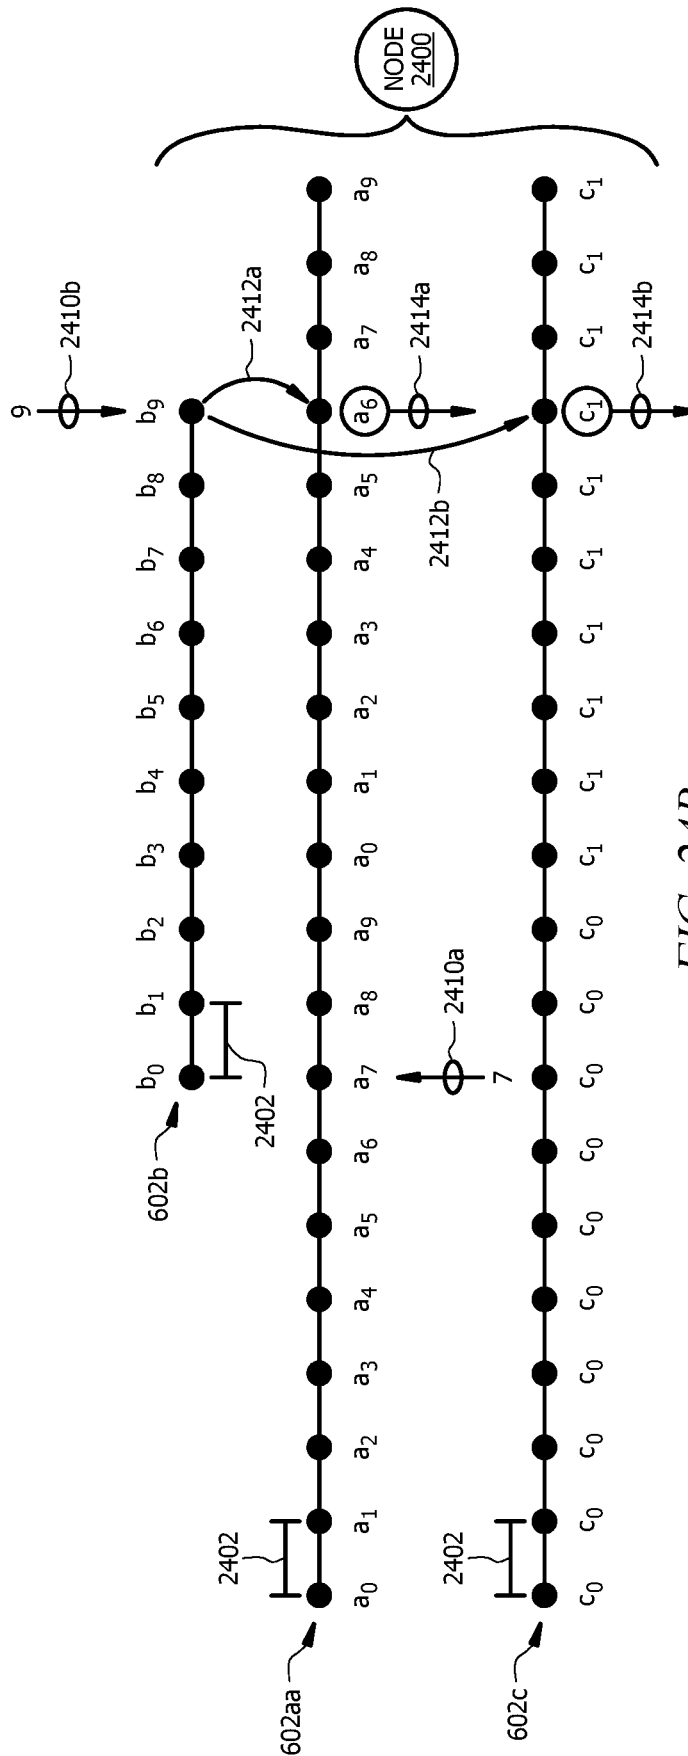 9
2410b
b0 b1 b2 b3 b4 b5 b6 b7 b8 b9
602b
2402
2412a
2402
602aa
a0 a1 a2 a3 a4 a5 a6 a7 a8 a9 a0 a1 a2 a3 a4 a5 a6 a7 a8 a9
NODE
2400
2414a
2412b
2410a
2402
7
602c
c0 c0 c0 c0 c0 c0 c0 c0 c0 c0 c1 c1 c1 c1 c1 c1 c1 c1 c1 c1
2414b
FIG.